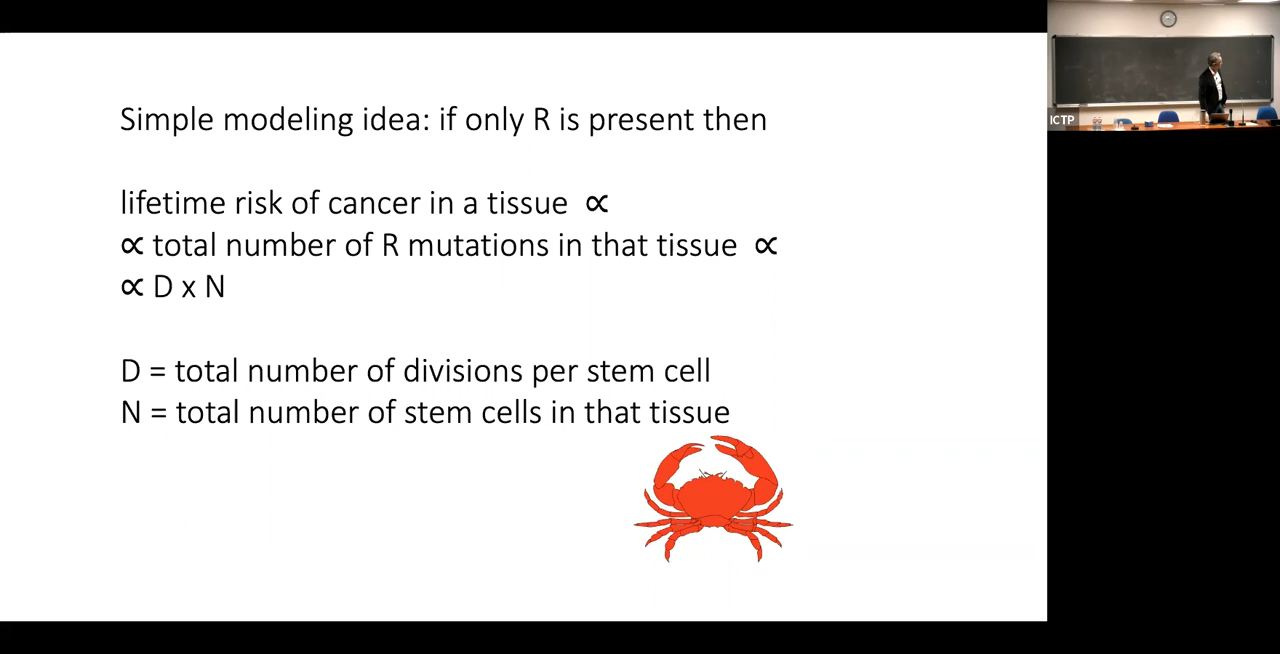 Simple modeling idea: if only R is present then
lifetime risk of cancer in a tissue ∝
∝ total number of R mutations in that tissue ∝
∝ D x N
D = total number of divisions per stem cell
N = total number of stem cells in that tissue
ICTP